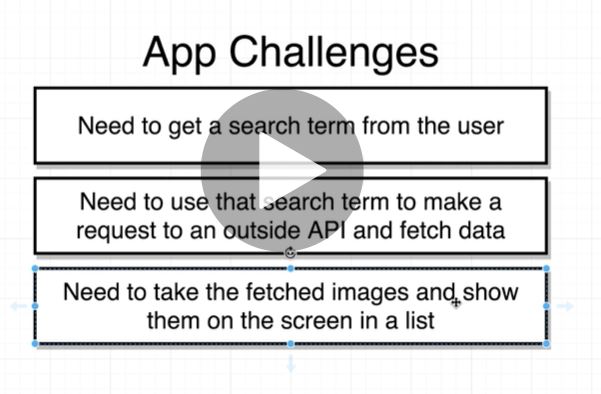 App Challenges
Need to get a search term from the user
Need to use that search term to make a
request to an outside API and fetch data
Need to take the fetched images and show
them on the screen in a list